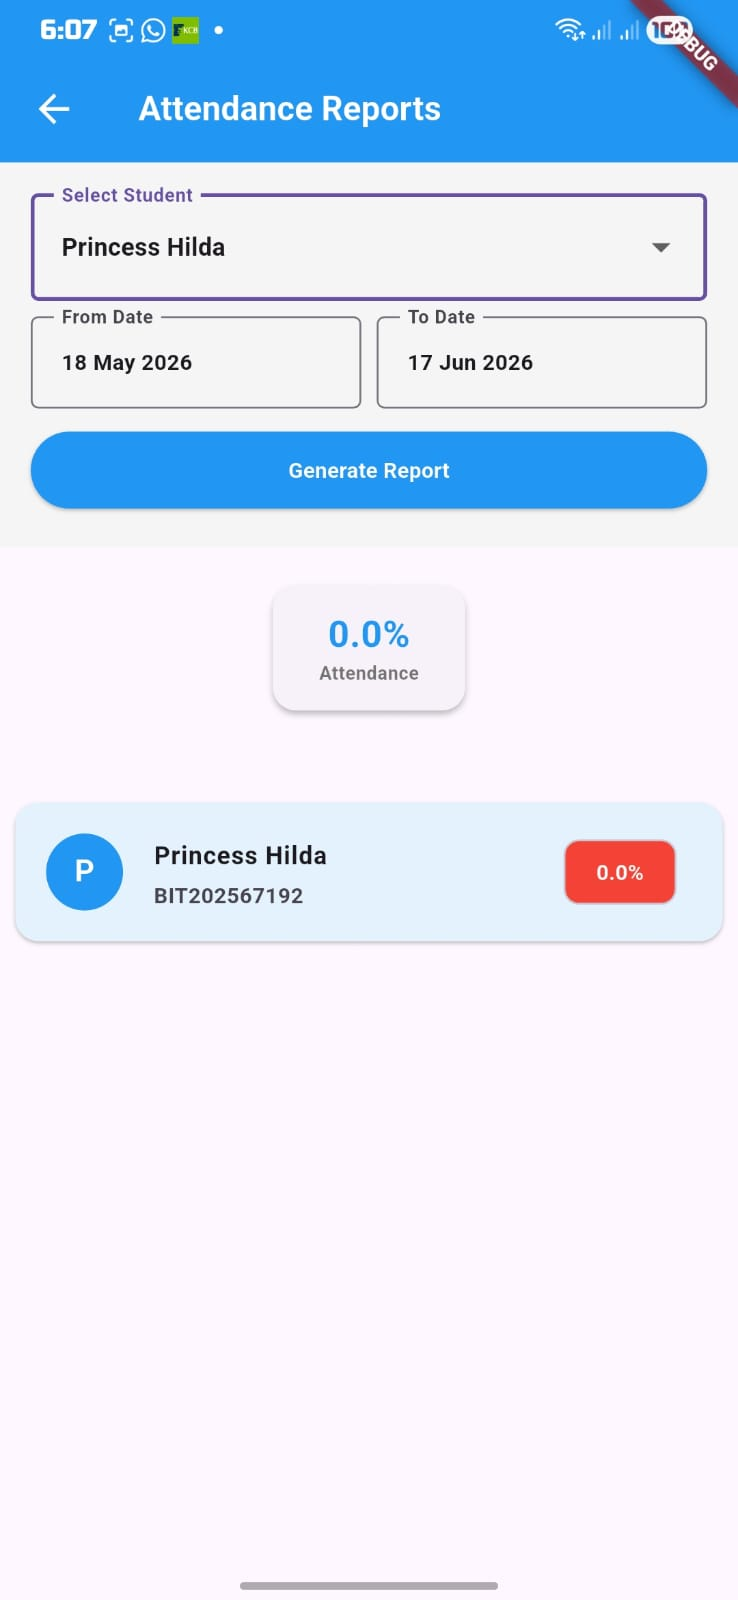 6:07 KCB
Attendance Reports
Select Student
Princess Hilda
From Date To Date
18 May 2026 17 Jun 2026
Generate Report
0.0%
Attendance
P Princess Hilda 0.0%
BIT202567192